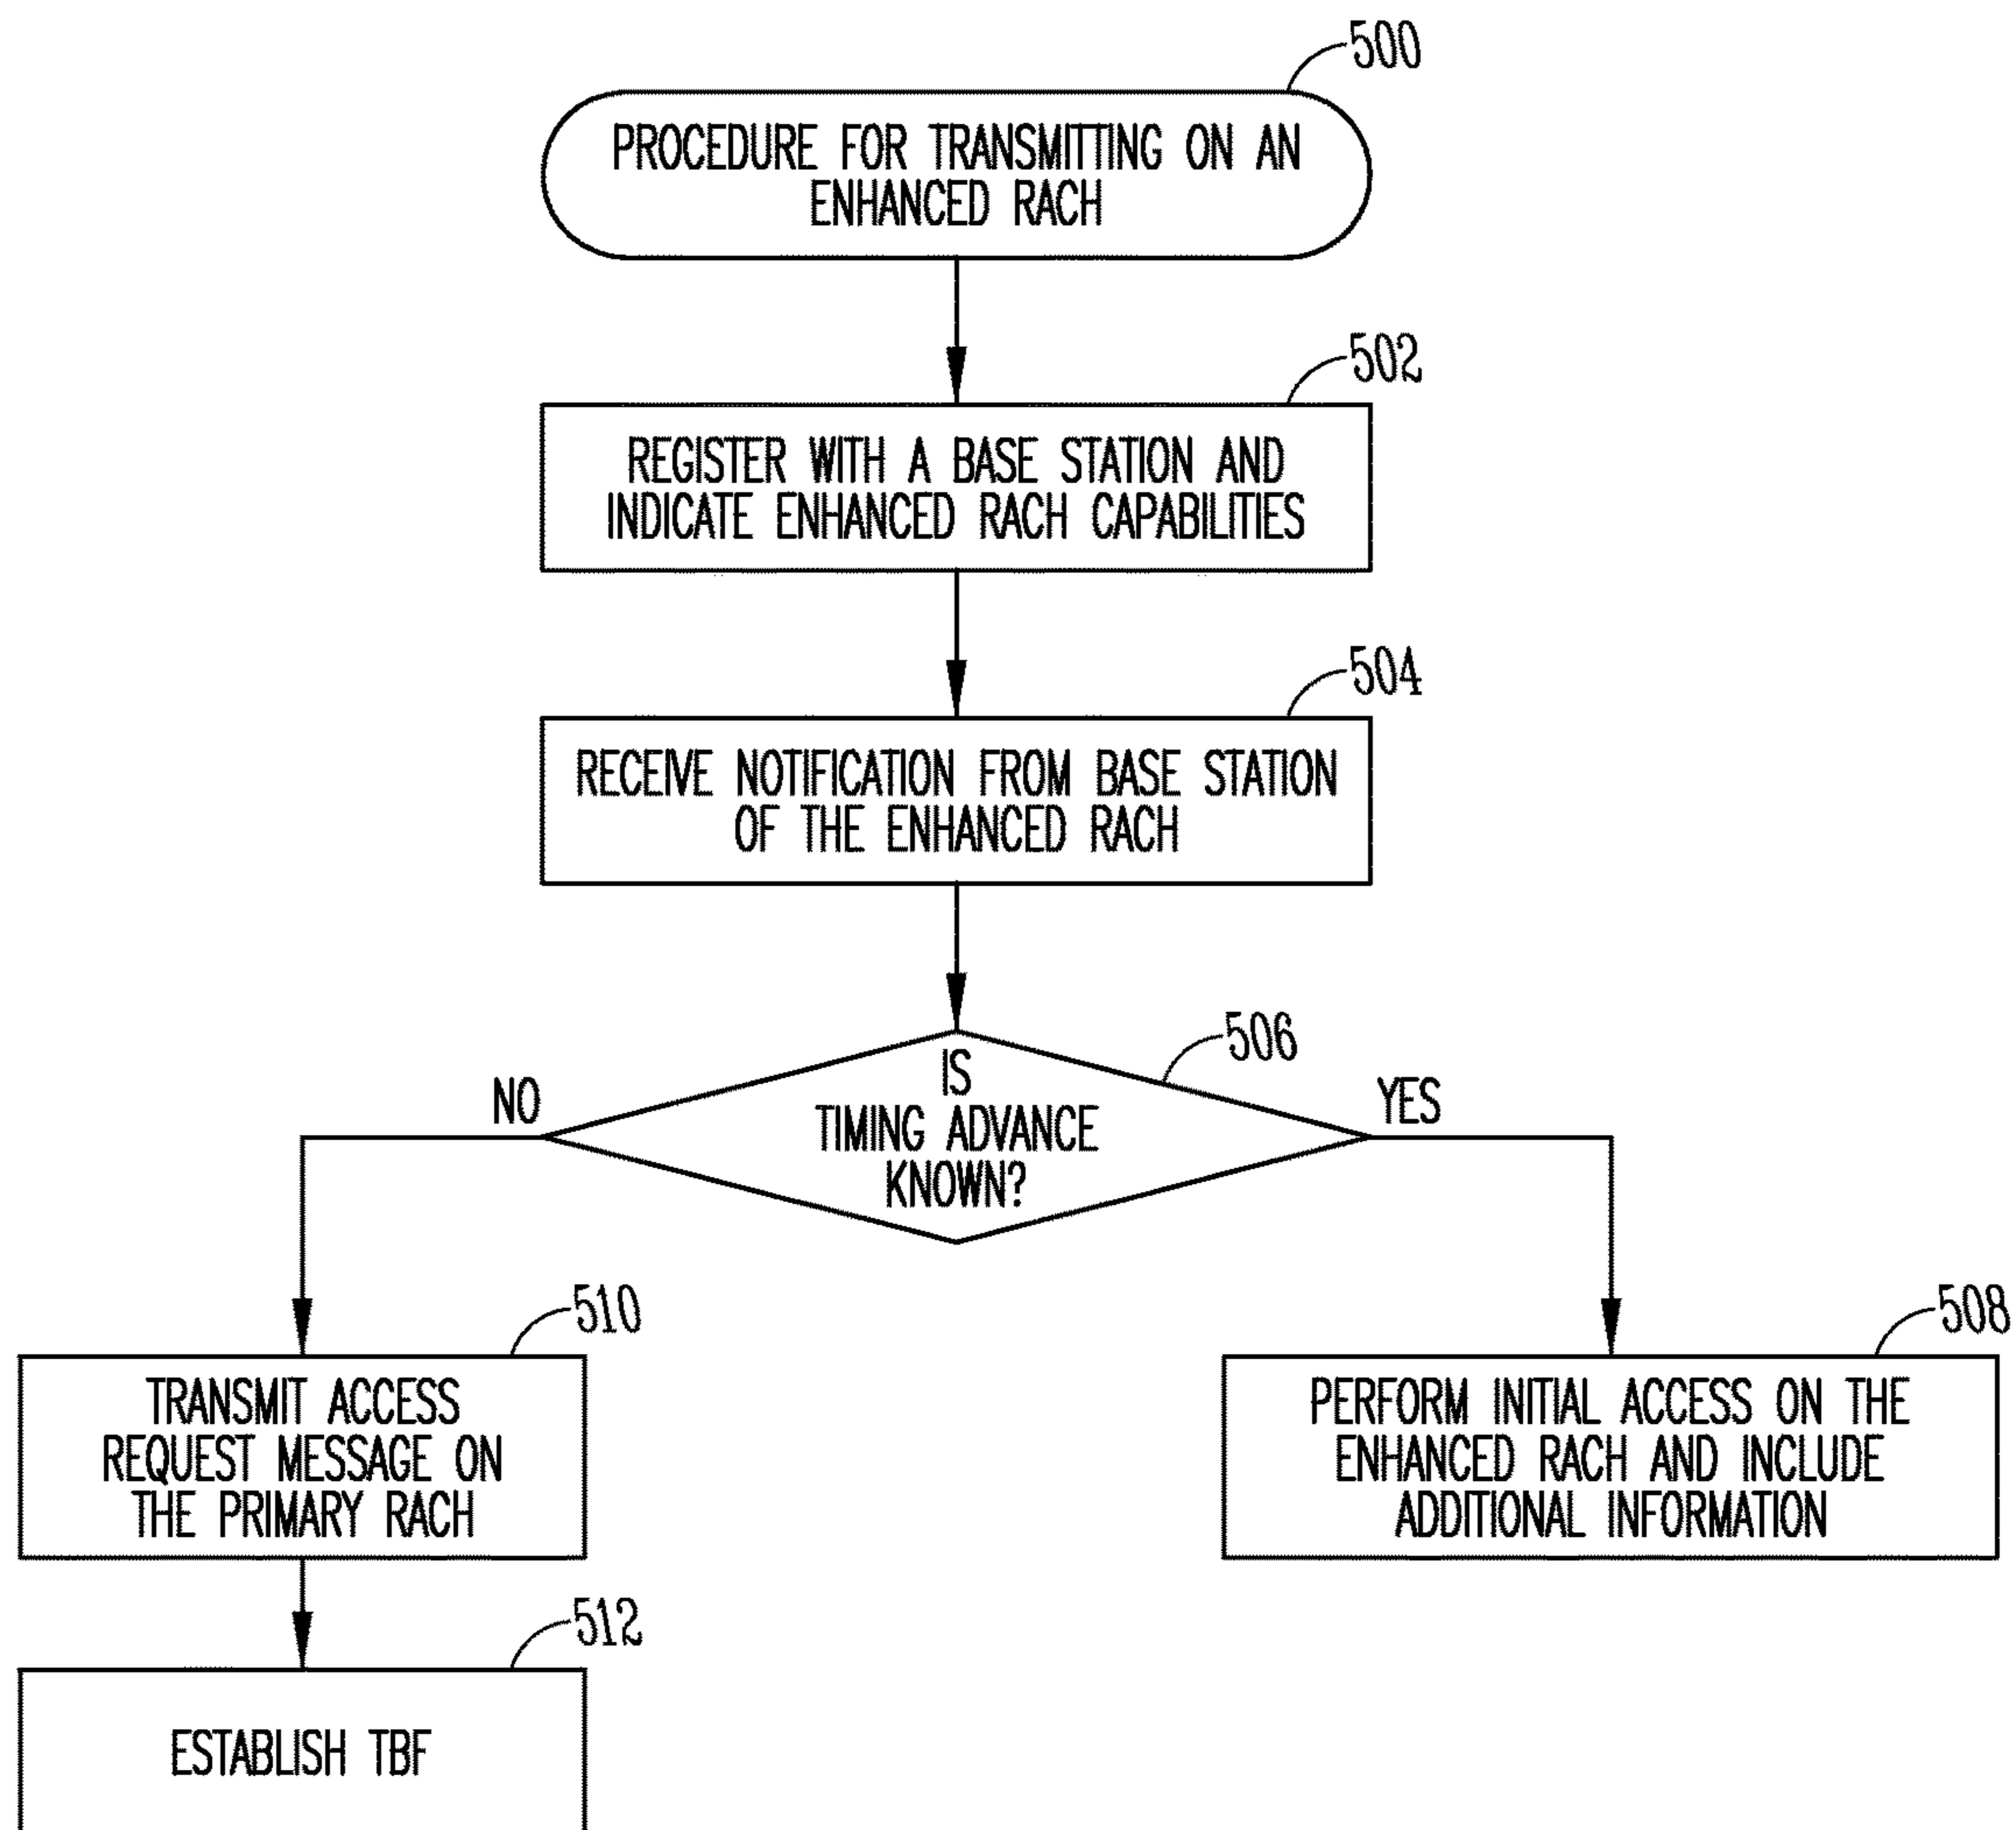 500
PROCEDURE FOR TRANSMITTING ON AN
ENHANCED RACH
502
REGISTER WITH A BASE STATION AND
INDICATE ENHANCED RACH CAPABILITIES
504
RECEIVE NOTIFICATION FROM BASE STATION
OF THE ENHANCED RACH
506
IS
TIMING ADVANCE
KNOWN?
NO
YES
510
TRANSMIT ACCESS
REQUEST MESSAGE ON
THE PRIMARY RACH
508
PERFORM INITIAL ACCESS ON THE
ENHANCED RACH AND INCLUDE
ADDITIONAL INFORMATION
512
ESTABLISH TBF